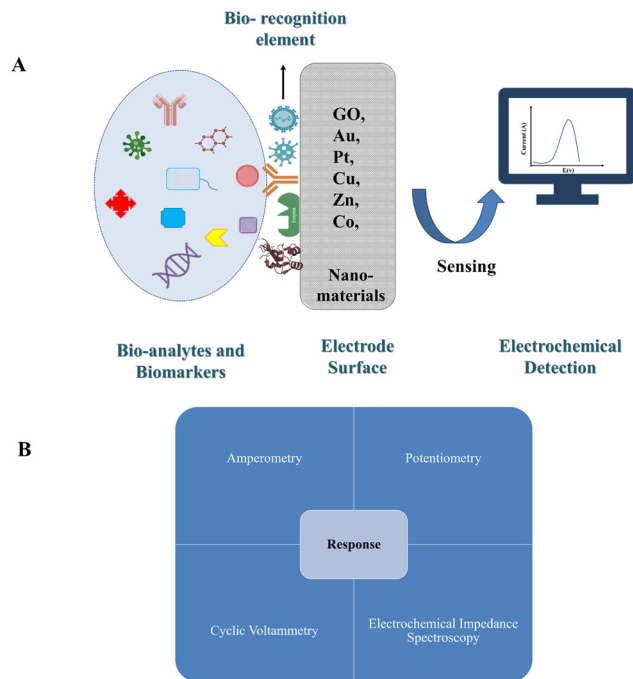 Bio- recognition
element
A
GO,
Au,
Pt,
Cu,
Zn,
Co,
Nano-
materials
Enzyme
Current (A)
E(v)
Sensing
Bio-analytes and
Biomarkers
Electrode
Surface
Electrochemical
Detection
B
Amperometry
Potentiometry
Response
Cyclic Voltammetry
Electrochemical Impedance
Spectroscopy